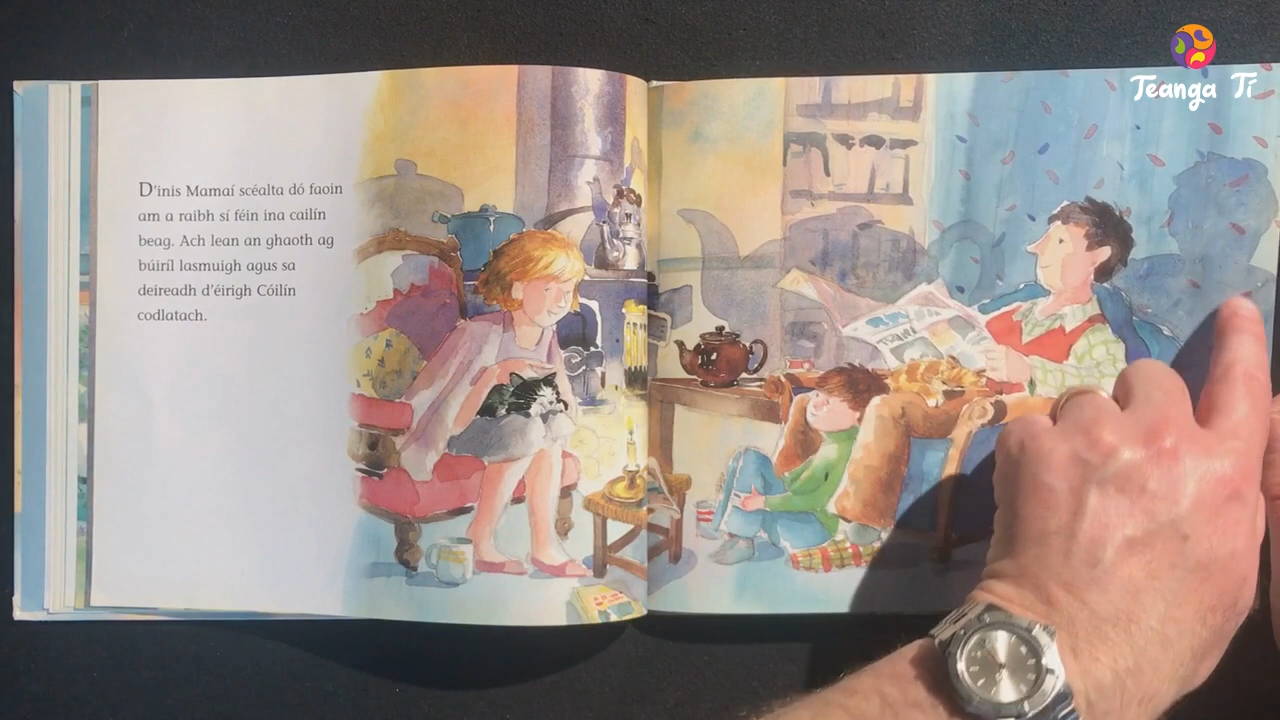 Teanga Tí
D'inis Mamaí scéalta dó faoin
am a raibh sí féin ina cailín
beag. Ach lean an ghaoth ag
búiríl lasmuigh agus sa
deireadh d'éirigh Cóilín
codlatach.